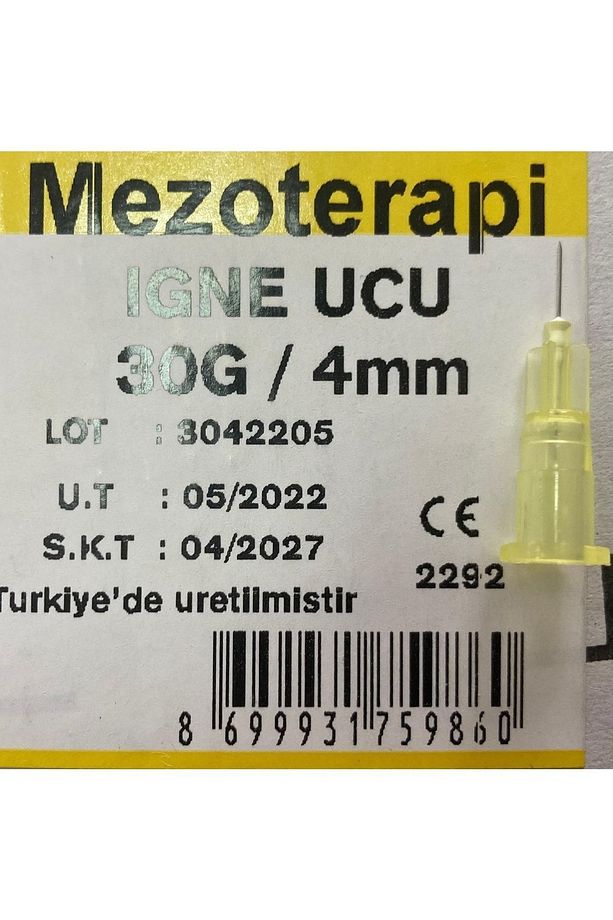 Mezoterapi
IGNE UCU
30G / 4mm
LOT : 3042205
U.T : 05/2022
S.K.T : 04/2027
CE
2292
Turkiye'de uretilmistir
8 699931 759860